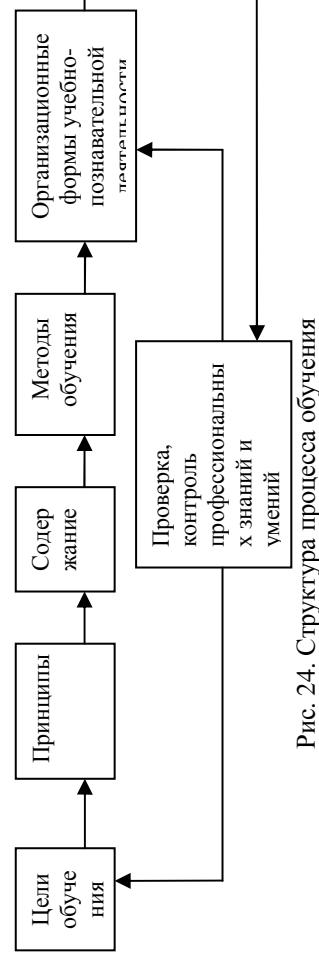 Цели
обуче
ния
Принципы
Содер
жание
Методы
обучения
Организационные
формы учебно-
познавательной
деятельности
Проверка,
контроль
профессиональны
х знаний и
умений
Рис. 24. Структура процесса обучения